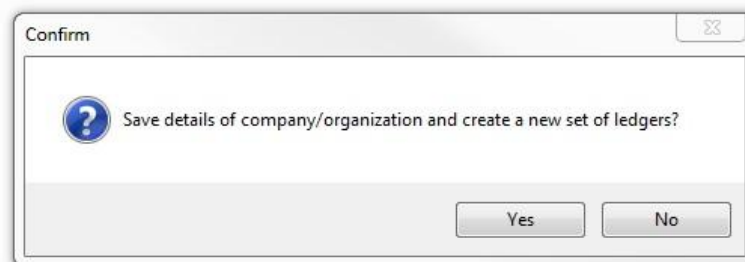 Confirm
Save details of company/organization and create a new set of ledgers?
Yes
No